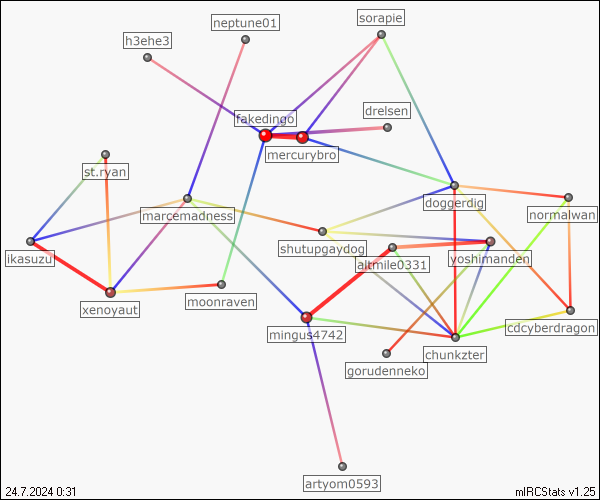 neptune01
sorapie
h3ehe3
drelsen
fakedingo
mercurybro
st.ryan
doggerdig
marcemadness
normalwan
shutupgaydog
ikasuzu
altmile0331
yoshimanden
xenoyaut
moonraven
mingus4742
cdcyberdragon
chunkzter
gorudenneko
artyom0593
24.7.2024 0:31
mIRCStats v1.25